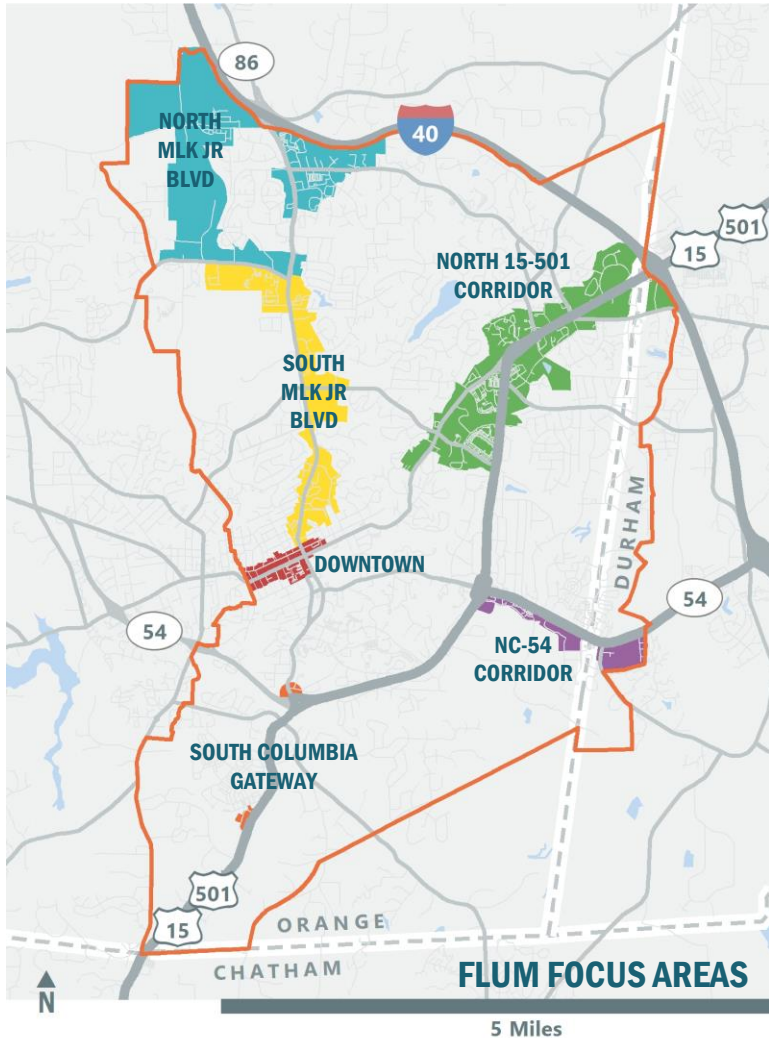 86
NORTH
MLK JR
BLVD
40
501
15
NORTH 15-501
CORRIDOR
SOUTH
MLK JR
BLVD
DURHAM
DOWNTOWN
54
54
NC-54
CORRIDOR
SOUTH COLUMBIA
GATEWAY
501
15
ORANGE
CHATHAM
FLUM FOCUS AREAS
N
5 Miles